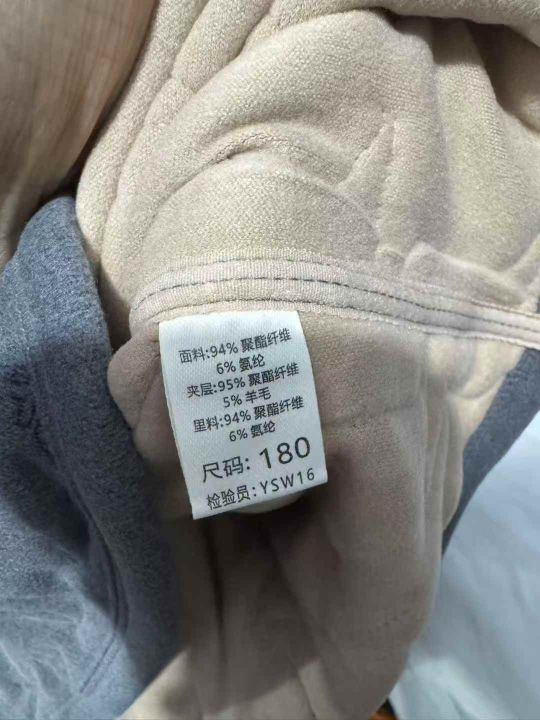 面料:94% 聚酯纤维
6% 氨纶
夹层:95% 聚酯纤维
5% 羊毛
里料:94% 聚酯纤维
6% 氨纶
尺码: 180
检验员: YSW16